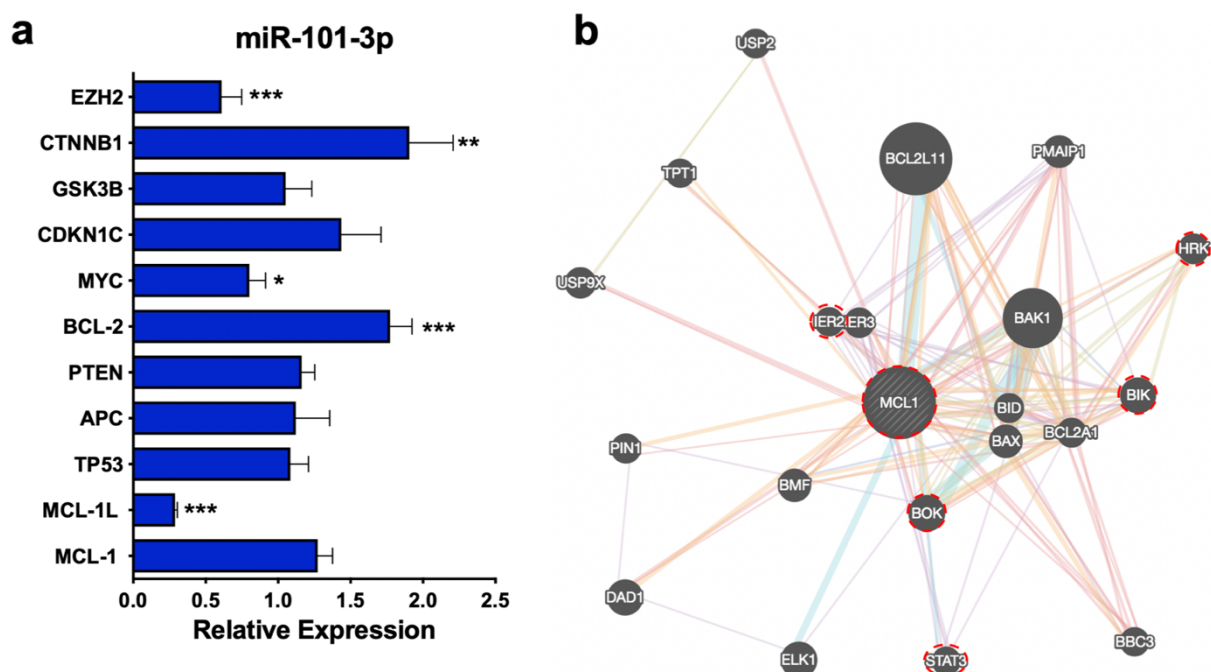 a
miR-101-3p
EZH2
***
CTNNB1
**
GSK3B
CDKN1C
MYC
*
BCL-2
***
PTEN
APC
TP53
MCL-1L
***
MCL-1
0.0 0.5 1.0 1.5 2.0 2.5
Relative Expression
b
USP2
BCL2L11
PMAIP1
TPT1
HRK
USP9X
IER2
ER3
BAK1
MCL1
BID
BIK
BAX
BCL2A1
PIN1
BMF
BOK
DAD1
ELK1
STAT3
BBC3